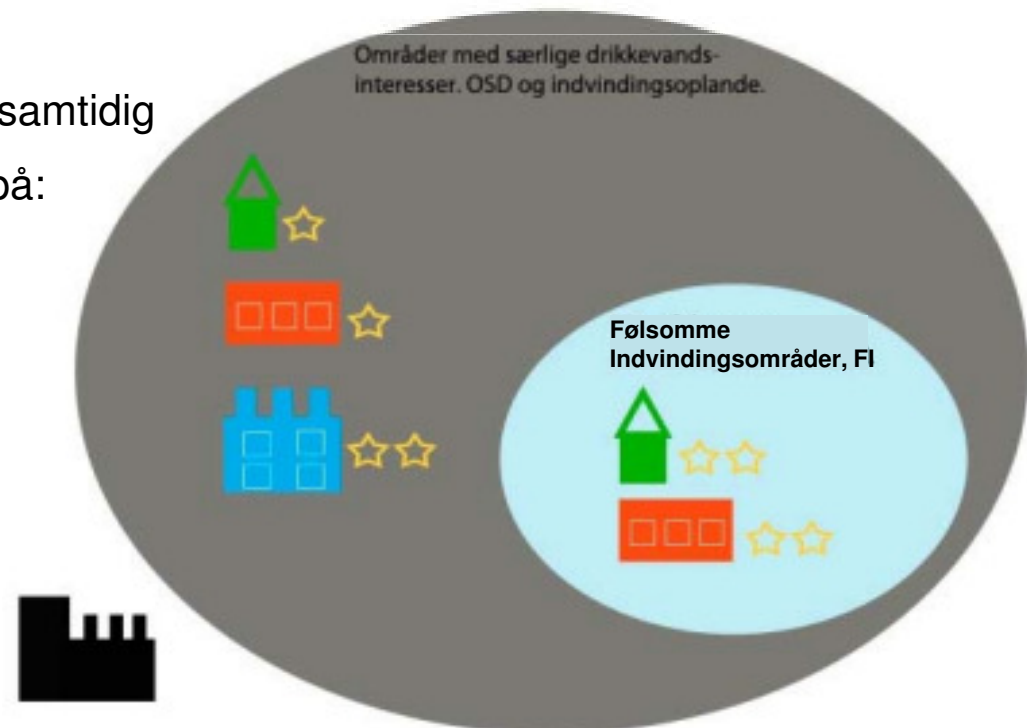 samtidig
på:
Områder med særlige drikkevands-
interesser. OSD og indvindingsoplande.
Følsomme
Indvindingsområder, FI